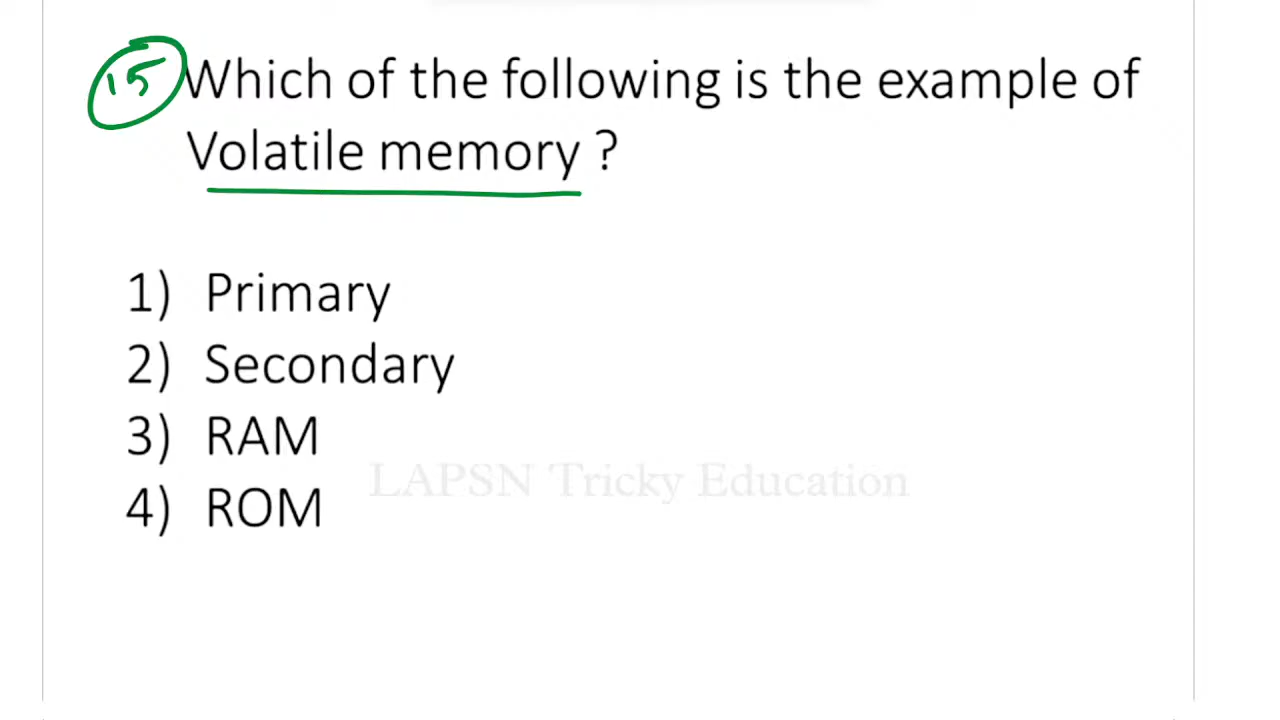 15 Which of the following is the example of
Volatile memory ?
1) Primary
2) Secondary
3) RAM
LAPSN Tricky Education
4) ROM